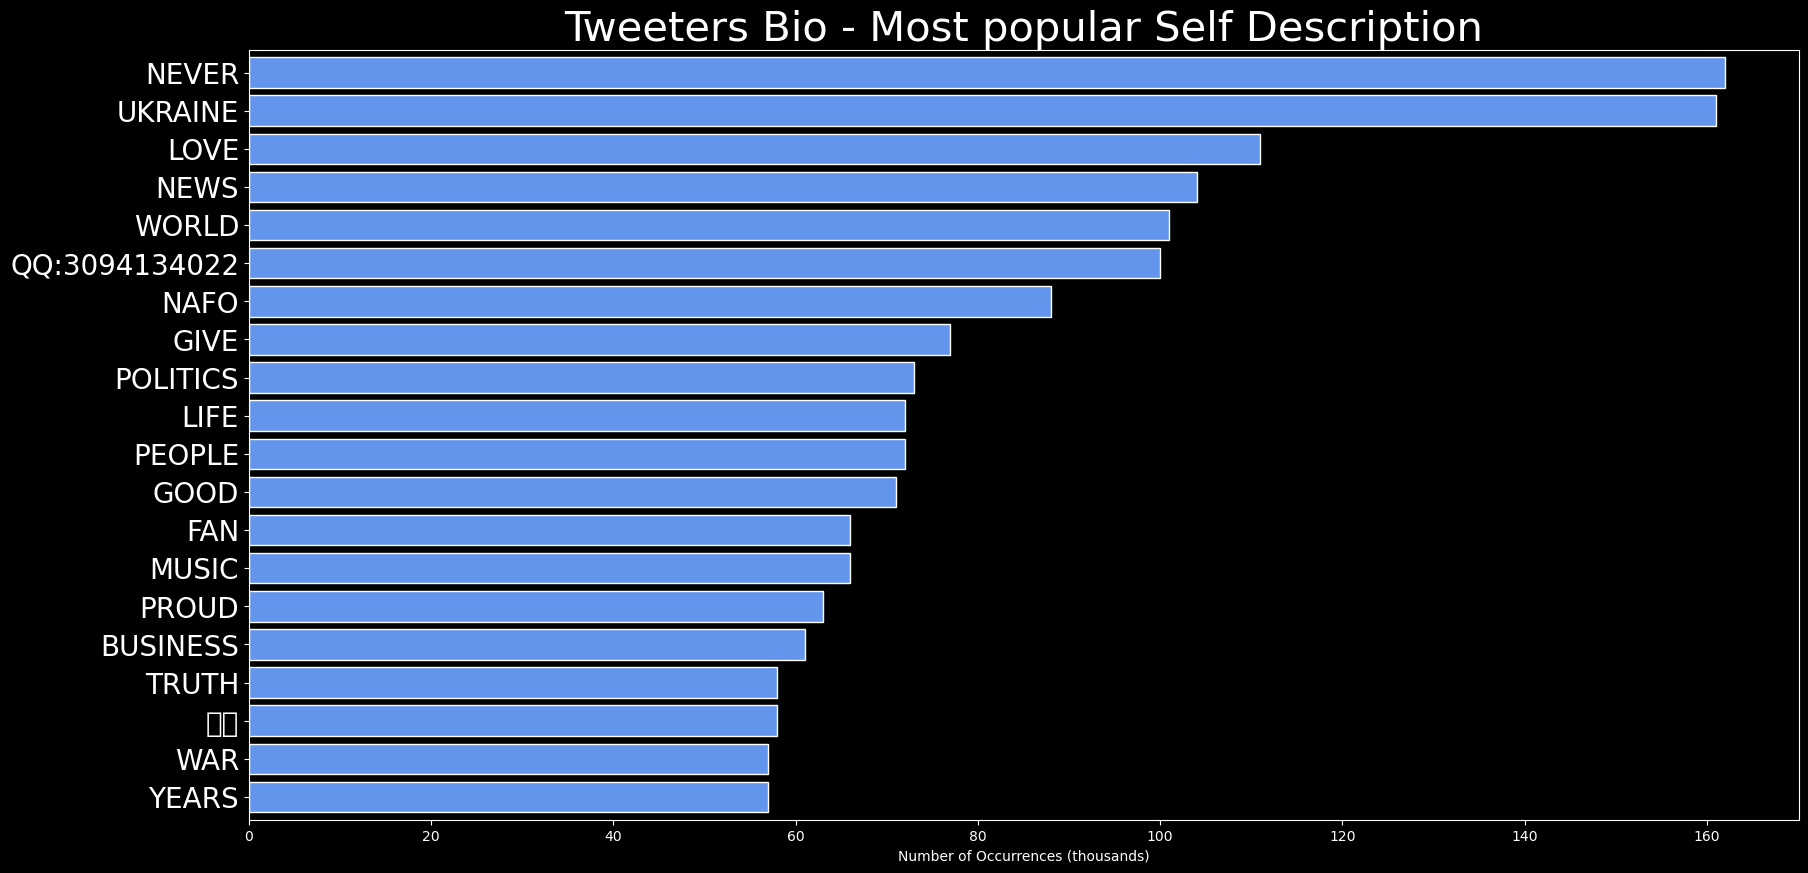 Tweeters Bio - Most popular Self Description
NEVER
UKRAINE
LOVE
NEWS
WORLD
QQ:3094134022
NAFO
GIVE
POLITICS
LIFE
PEOPLE
GOOD
FAN
MUSIC
PROUD
BUSINESS
TRUTH
WAR
YEARS
0 20 40 60 80 100 120 140 160
Number of Occurrences (thousands)